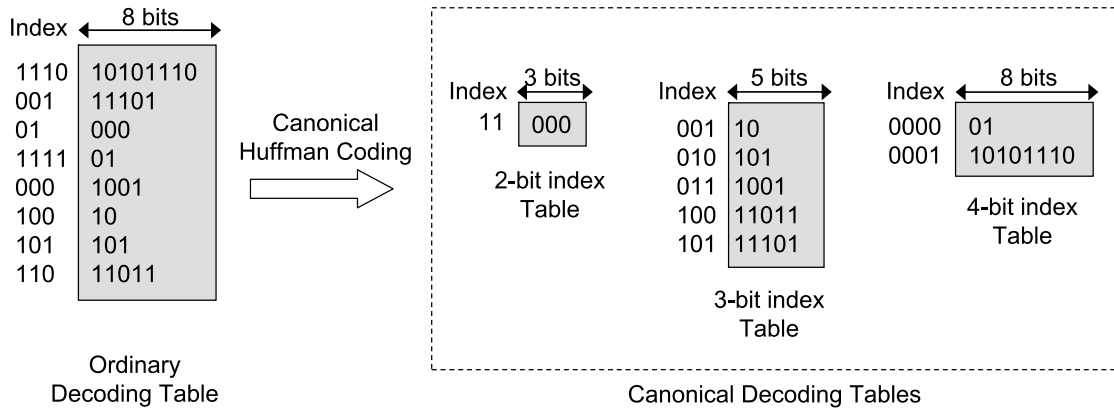 Index
8 bits
1110 10101110
001 11101
01 000
1111 01
000 1001
100 10
101 101
110 11011
Ordinary
Decoding Table
Canonical
Huffman Coding
Index
3 bits
11 000
2-bit index
Table
Index
5 bits
001 10
010 101
011 1001
100 11011
101 11101
3-bit index
Table
Index
8 bits
0000 01
0001 10101110
4-bit index
Table
Canonical Decoding Tables